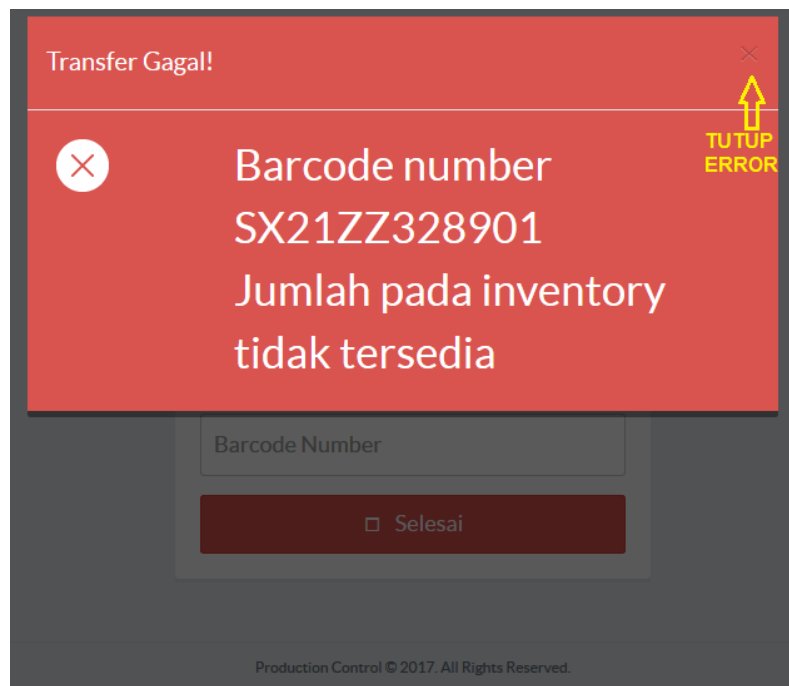 Transfer Gagal!
TUTUP
ERROR
Barcode number
SX21ZZ328901
Jumlah pada inventory
tidak tersedia
Barcode Number
Selesai
Production Control © 2017. All Rights Reserved.